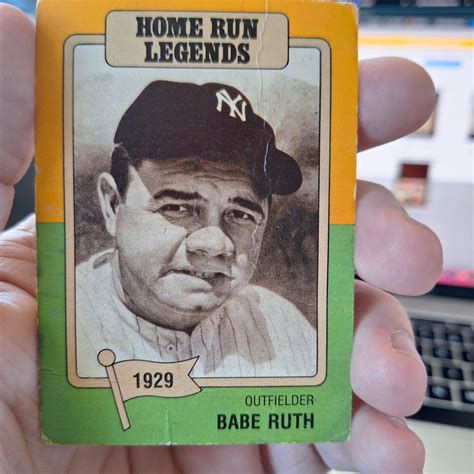 HOME RUN
LEGENDS
NY
1929
OUTFIELDER
BABE RUTH